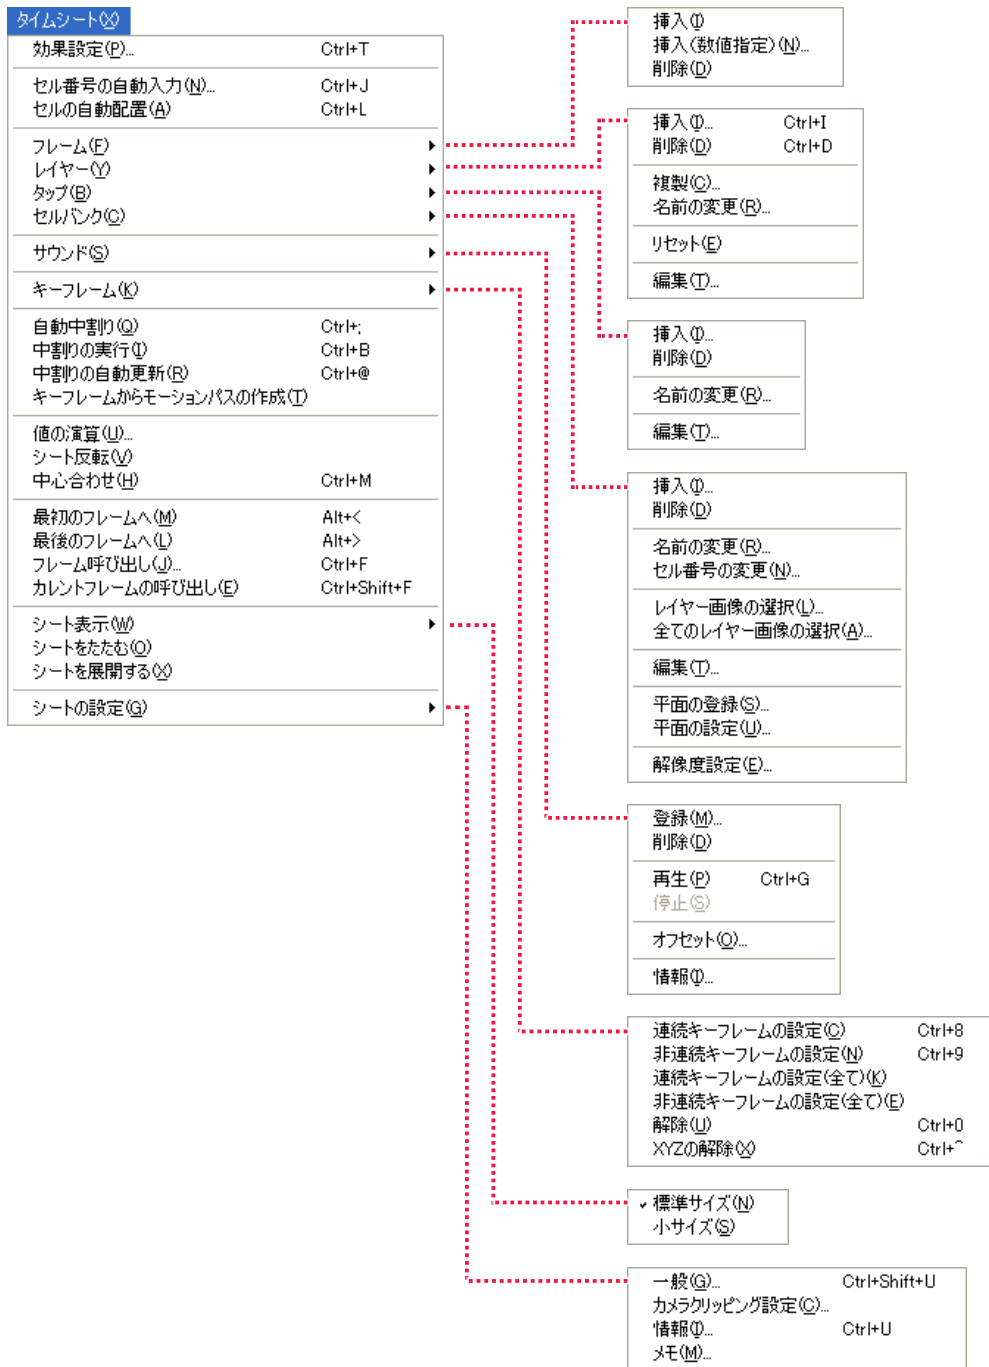 タイムシート(X)
効果設定(P)... Ctrl+T
セル番号の自動入力(N)... Ctrl+J
セルの自動配置(A) Ctrl+L
フレーム(F)
レイヤー(Y)
タップ(B)
セルバンク(C)
サウンド(S)
キーフレーム(K)
自動中割り(Q) Ctrl+;
中割りの実行(I) Ctrl+B
中割りの自動更新(R) Ctrl+@
キーフレームからモーションパスの作成(T)
値の演算(U)...
シート反転(V)
中心合わせ(H) Ctrl+M
最初のフレームへ(M) Alt+<
最後のフレームへ(L) Alt+>
フレーム呼び出し(J)... Ctrl+F
カレントフレームの呼び出し(E) Ctrl+Shift+F
シート表示(W)
シートをたたむ(O)
シートを展開する(X)
シートの設定(G)
挿入(I)
挿入(数値指定)(N)...
削除(D)
挿入(I)... Ctrl+I
削除(D) Ctrl+D
複製(C)...
名前の変更(R)...
リセット(E)
編集(T)...
挿入(I)...
削除(D)
名前の変更(R)...
編集(T)...
挿入(I)...
削除(D)
名前の変更(R)...
セル番号の変更(N)...
レイヤー画像の選択(L)...
全てのレイヤー画像の選択(A)...
編集(T)...
平面の登録(S)...
平面の設定(U)...
解像度設定(E)...
登録(M)...
削除(D)
再生(P) Ctrl+G
停止(S)
オフセット(O)...
情報(I)...
連続キーフレームの設定(C) Ctrl+8
非連続キーフレームの設定(N) Ctrl+9
連続キーフレームの設定(全て)(K)
非連続キーフレームの設定(全て)(E)
解除(U) Ctrl+0
XYZの解除(X) Ctrl+^
標準サイズ(N)
小サイズ(S)
一般(G)... Ctrl+Shift+U
カメラクリッピング設定(C)...
情報(I)... Ctrl+U
メモ(M)...